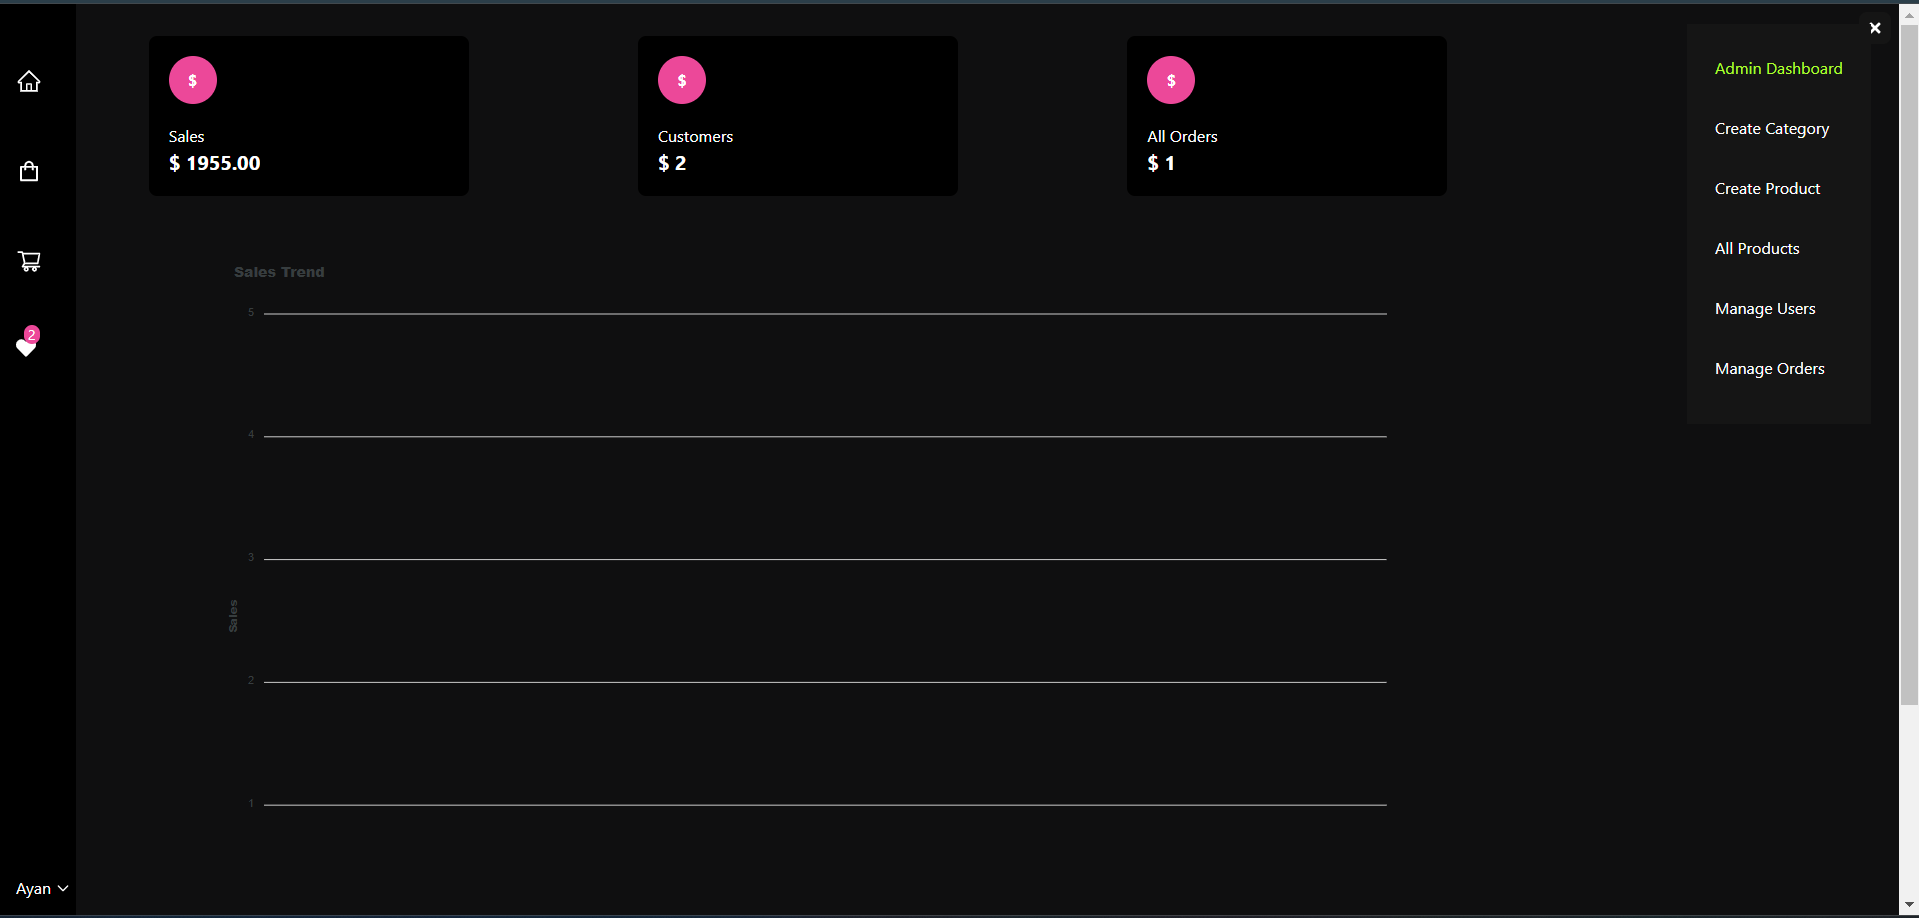 $
Sales
$ 1955.00
$
Customers
$ 2
$
All Orders
$ 1
Admin Dashboard
Create Category
Create Product
All Products
Manage Users
Manage Orders
2
Sales Trend
5
4
3
2
1
Sales
Ayan